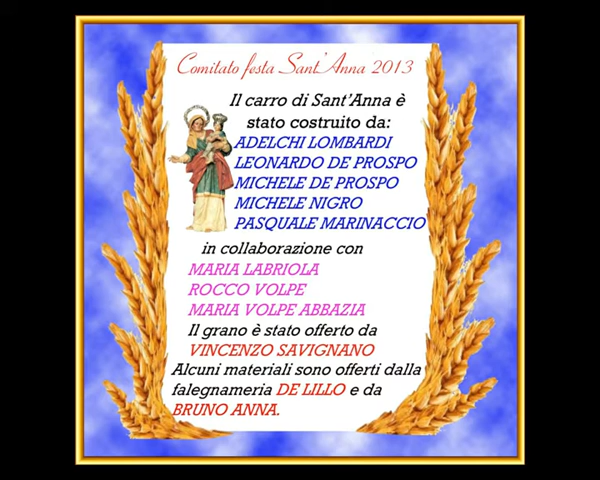 Comitato festa Sant'Anna 2013
Il carro di Sant'Anna è
stato costruito da:
ADELCHI LOMBARDI
LEONARDO DE PROSPO
MICHELE DE PROSPO
MICHELE NIGRO
PASQUALE MARINACCIO
in collaborazione con
MARIA LABRIOLA
ROCCO VOLPE
MARIA VOLPE ABBAZIA
Il grano è stato offerto da
VINCENZO SAVIGNANO
Alcuni materiali sono offerti dalla
falegnameria DE LILLO e da
BRUNO ANNA.